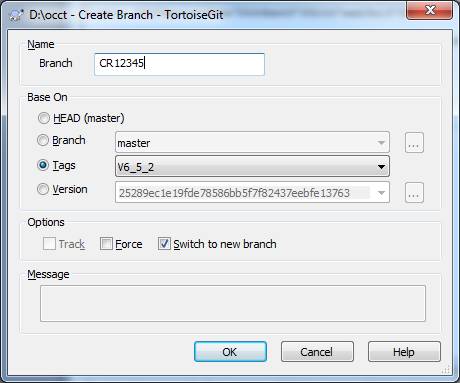 D:\occt - Create Branch - TortoiseGit
Name
Branch CR12345
Base On
HEAD (master)
Branch master ...
Tags V6_5_2
Version 25289ec1e19fde78586bb5f7f82437eebfe13763 ...
Options
Track Force Switch to new branch
Message
OK Cancel Help